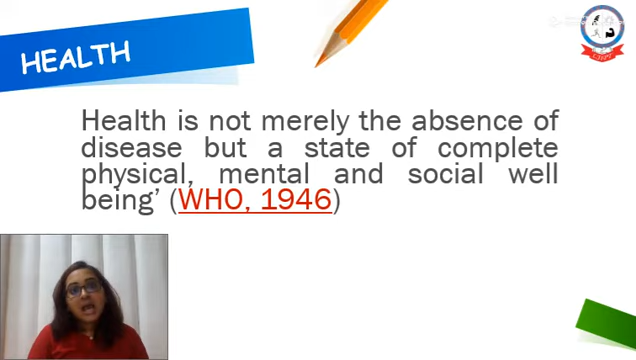 HEALTH
Health is not merely the absence of
disease but a state of complete
physical, mental and social well
being’ (WHO, 1946)